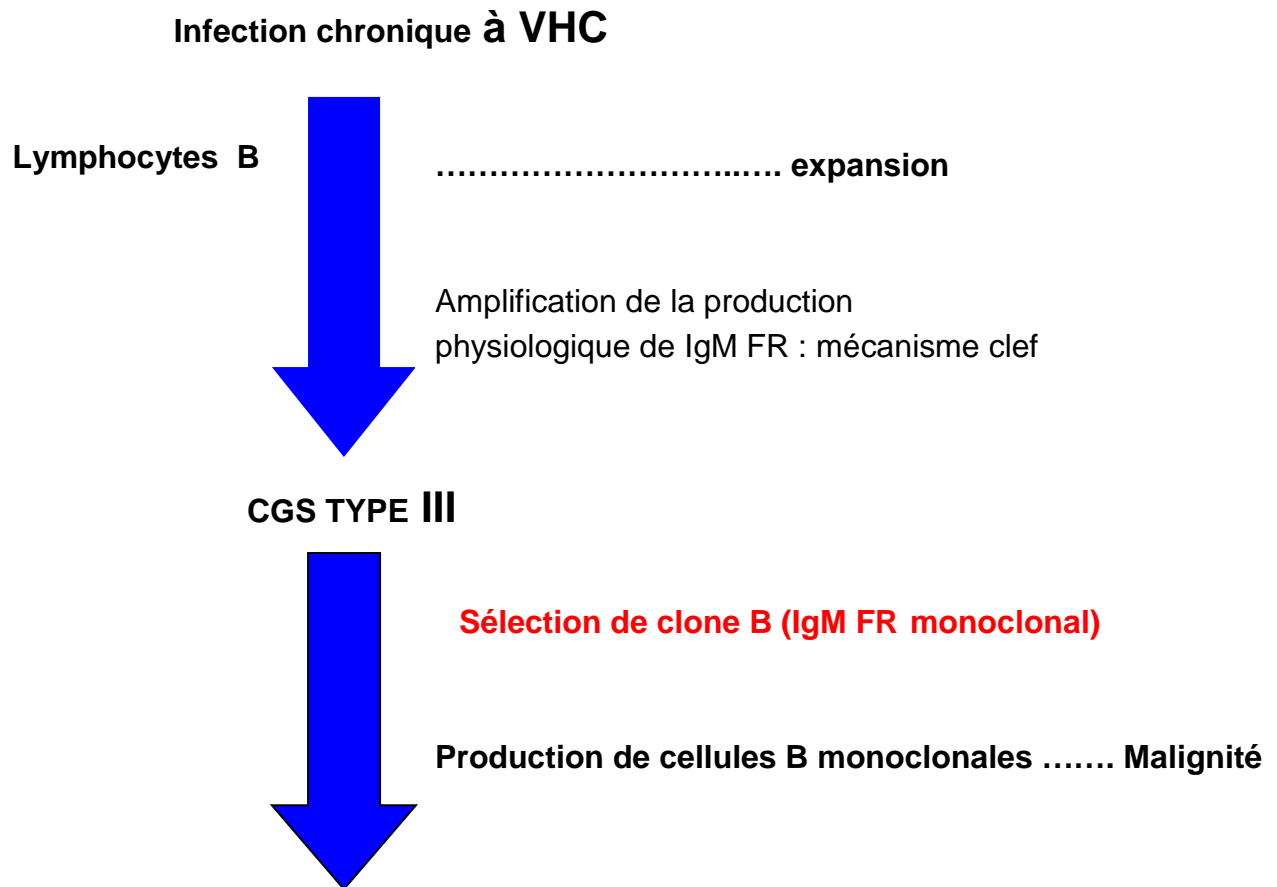 Infection chronique à VHC
Lymphocytes B
………………………...…. expansion
Amplification de la production
physiologique de IgM FR : mécanisme clef
CGS TYPE III
Sélection de clone B (IgM FR monoclonal)
Production de cellules B monoclonales ……. Malignité